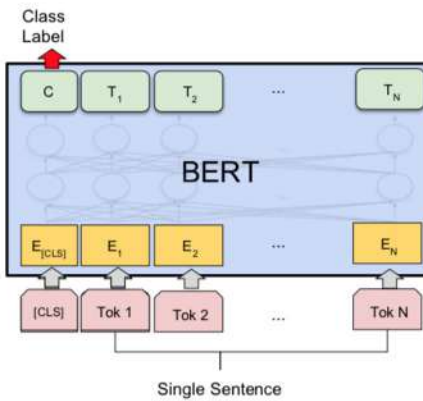 Class
Label
C T1 T2 ... TN
BERT
E[CLS] E1 E2 ... EN
[CLS] Tok 1 Tok 2 ... Tok N
Single Sentence